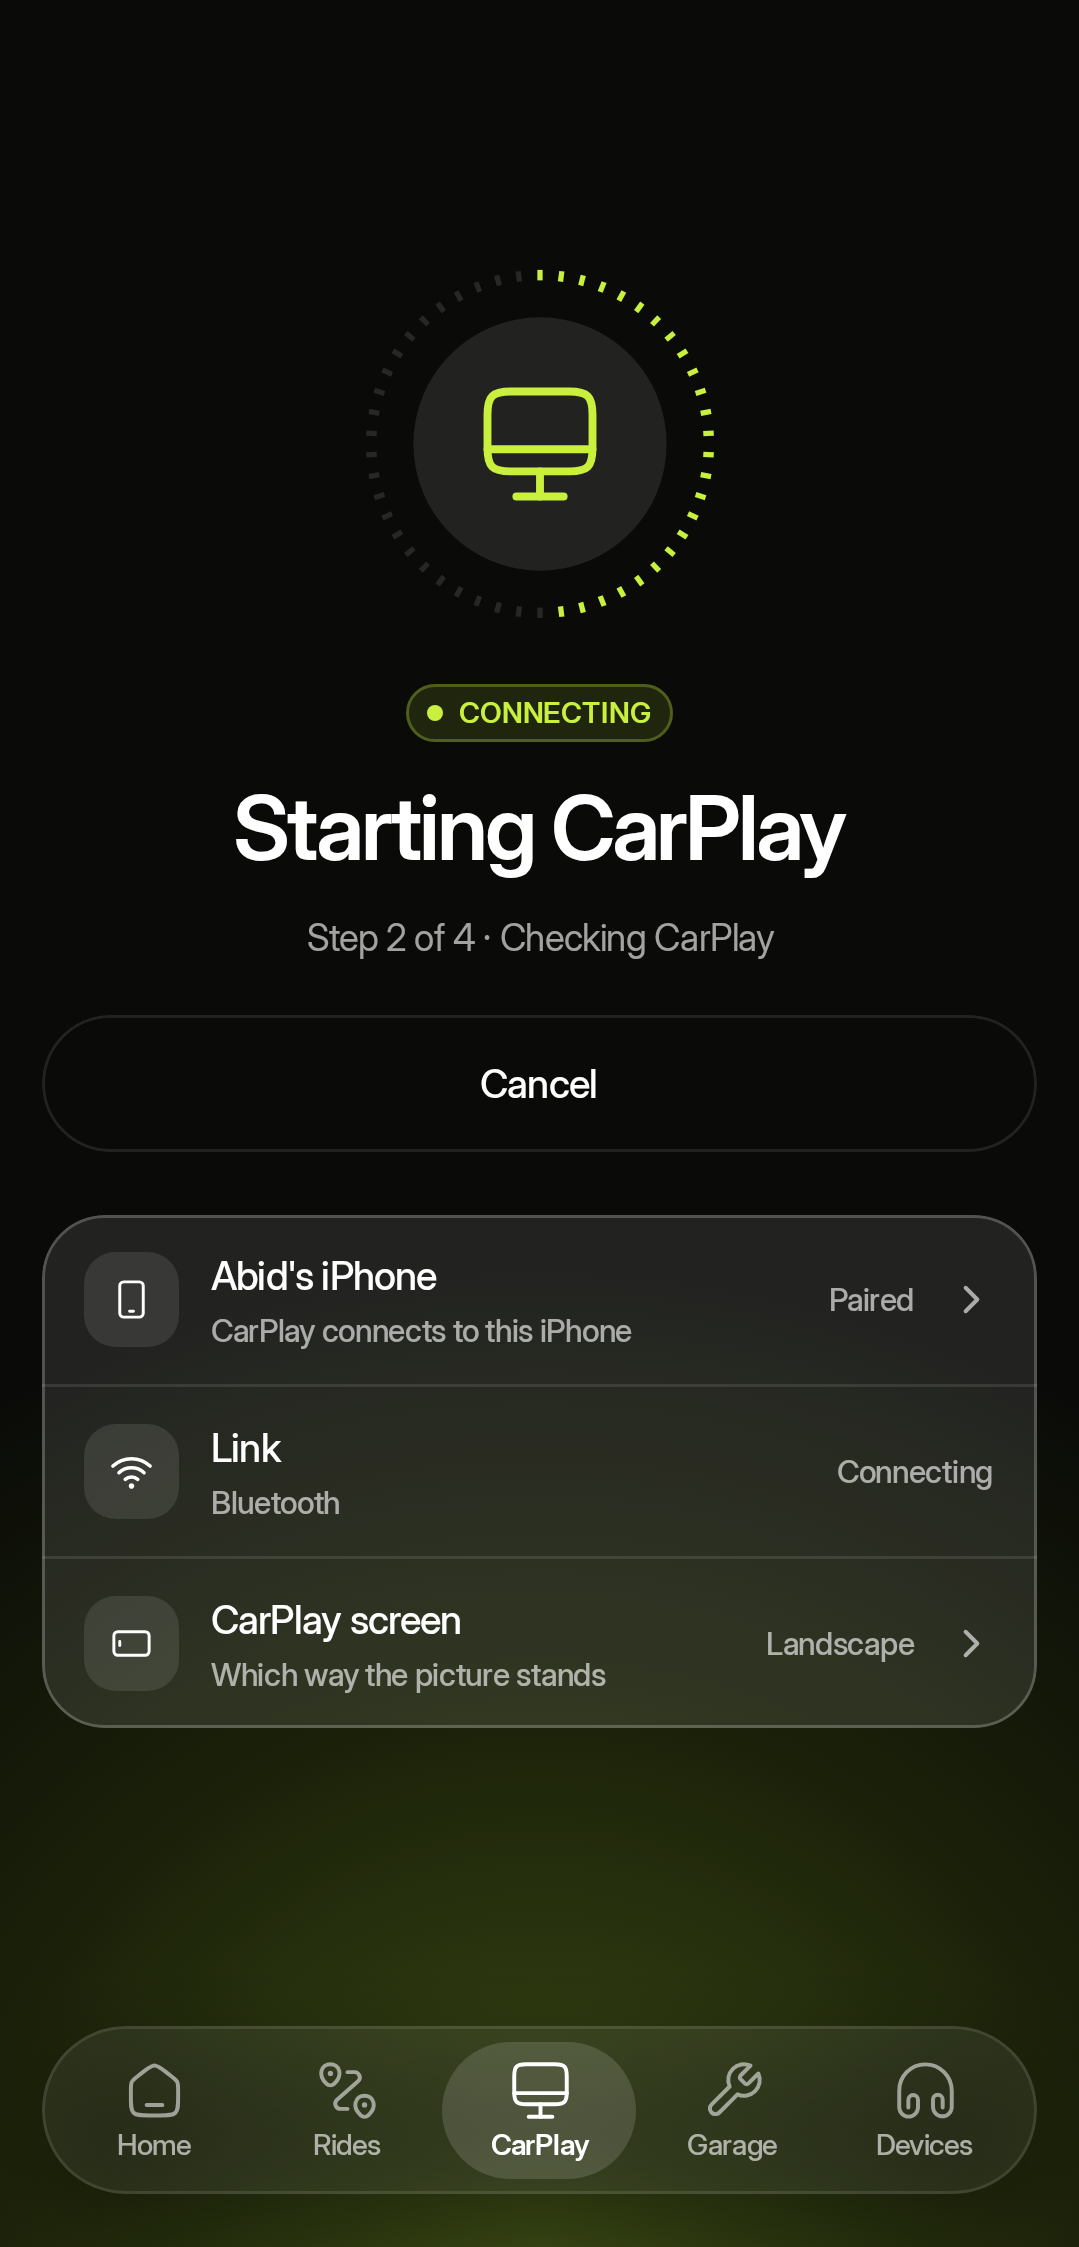 CONNECTING
Starting CarPlay
Step 2 of 4 · Checking CarPlay
Cancel
Abid's iPhone
CarPlay connects to this iPhone
Paired
Link
Bluetooth
Connecting
CarPlay screen
Which way the picture stands
Landscape
Home
Rides
CarPlay
Garage
Devices